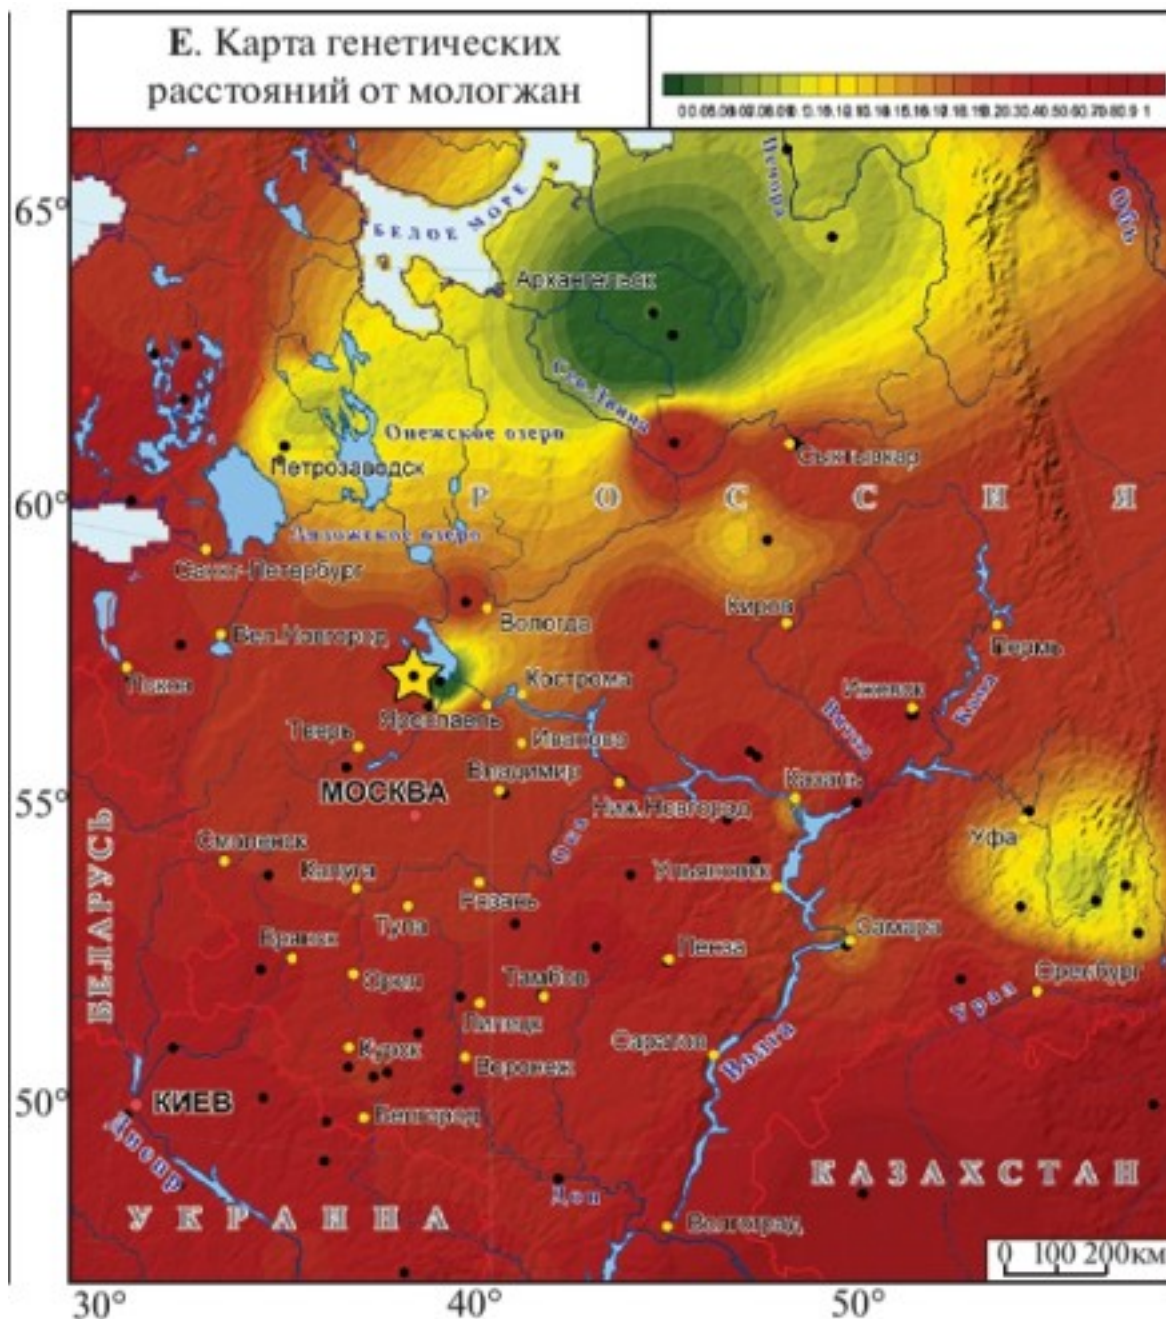 Е. Карта генетических
расстояний от мологжан
65°
60°
55°
50°
30°
40°
50°
Печора
Обь
БЕЛОЕ МОРЕ
Архангельск
Сев. Двина
Онежское озеро
Петрозаводск
Сыктывкар
РОССИЯ
Ладожское озеро
Санкт-Петербург
Вологда
Киров
Вел. Новгород
Пермь
Псков
Кострома
Ижевск
Кама
Вятка
Ярославль
Тверь
Иваново
Владимир
МОСКВА
Казань
Ниж. Новгород
Ока
Уфа
БЕЛАРУСЬ
Смоленск
Калуга
Рязань
Ульяновск
Тула
Самара
Брянск
Пенза
Орел
Тамбов
Оренбург
Урал
Липецк
Курск
Воронеж
Саратов
Волга
КИЕВ
Белгород
Днепр
КАЗАХСТАН
Дон
УКРАИНА
Волгоград
0 100 200км